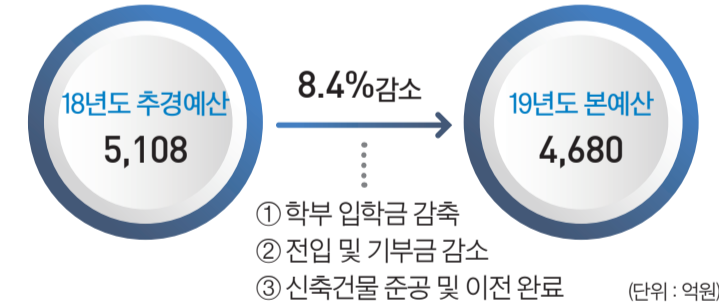 18년도 추경예산
5,108
8.4%감소
19년도 본예산
4,680
① 학부 입학금 감축
② 전입 및 기부금 감소
③ 신축건물 준공 및 이전 완료
(단위 : 억원)